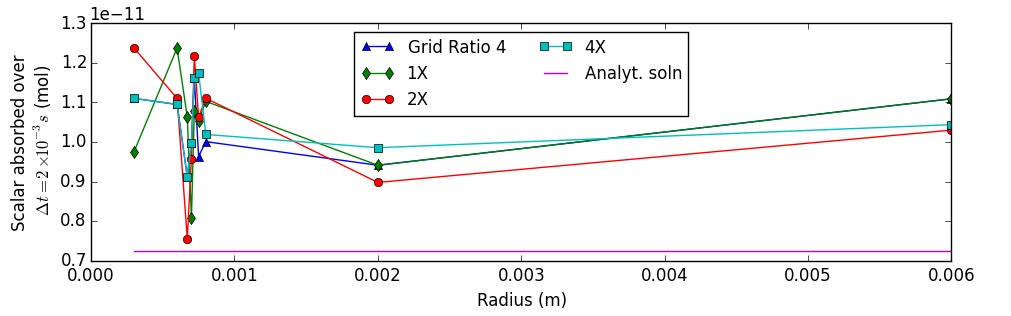 1e−11
1.3
1.2
1.1
1.0
0.9
0.8
0.7
Scalar absorbed over
Δt = 2 ×10⁻³ s (mol)
Grid Ratio 4
1X
2X
4X
Analyt. soln
0.000 0.001 0.002 0.003 0.004 0.005 0.006
Radius (m)